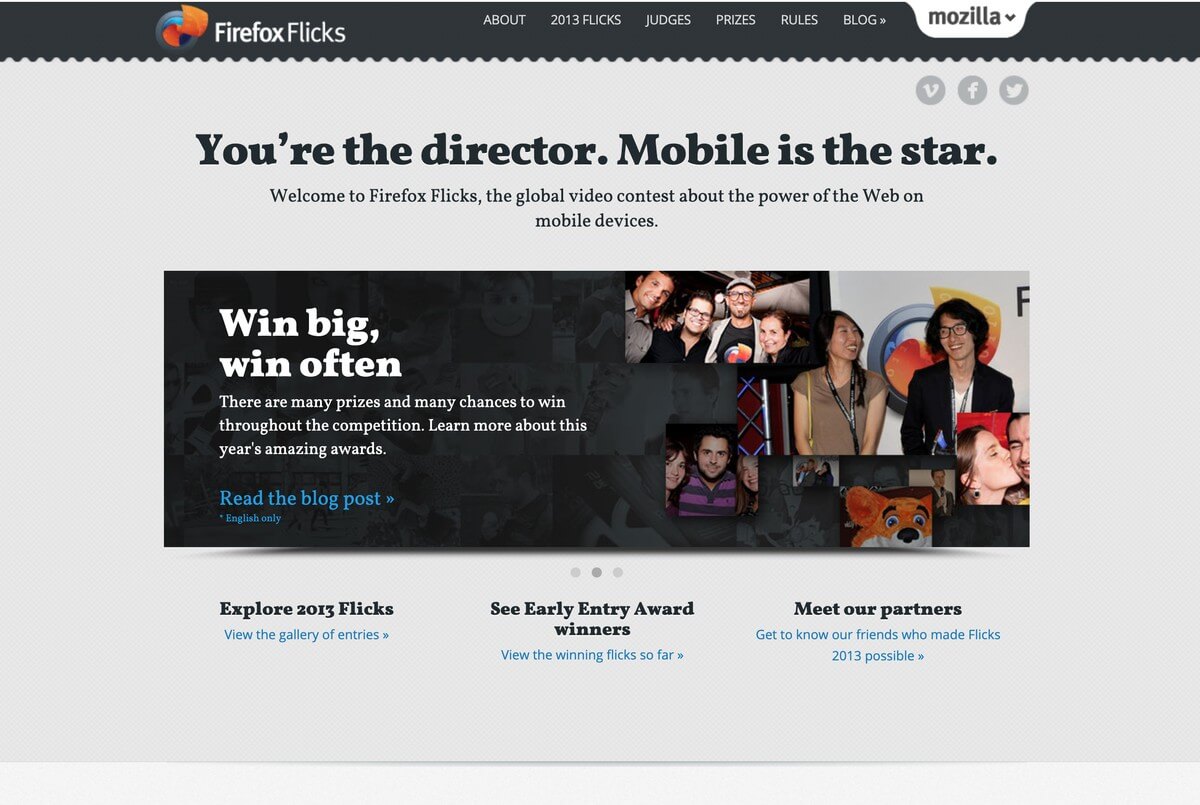 Firefox Flicks
ABOUT 2013 FLICKS JUDGES PRIZES RULES BLOG »
mozilla
You’re the director. Mobile is the star.
Welcome to Firefox Flicks, the global video contest about the power of the Web on
mobile devices.
Win big,
win often
There are many prizes and many chances to win
throughout the competition. Learn more about this
year's amazing awards.
Read the blog post »
* English only
F
Explore 2013 Flicks
View the gallery of entries »
See Early Entry Award
winners
View the winning flicks so far »
Meet our partners
Get to know our friends who made Flicks
2013 possible »